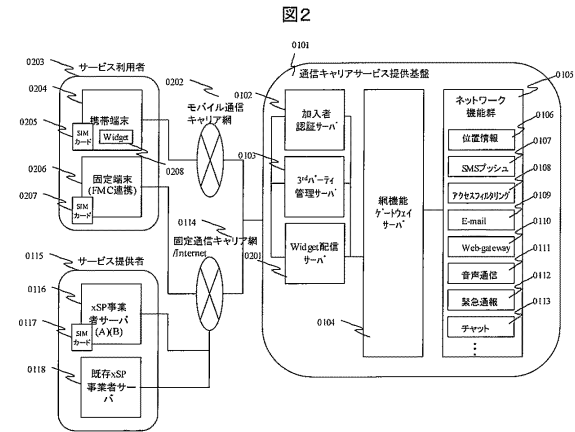 図2
0101
通信キャリアサービス提供基盤
0203
サービス利用者
0204
携帯端末
0205
SIM
カード
Widget
0206
固定端末
(FMC連携)
0207
SIM
カード
0208
0202
モバイル通信
キャリア網
0114
固定通信キャリア網
/Internet
0115
サービス提供者
0116
xSP事業
者サーバ
(A)(B)
0117
SIM
カード
0118
既存xSP
事業者サー
バ
0102
加入者
認証サーバ
0103
3rdパーティ
管理サーバ
0201
Widget配信
サーバ
網機能
ゲートウェイ
サーバ
0104
0105
ネットワーク
機能群
0106
位置情報
0107
SMSプッシュ
0108
アクセスフィルタリング
0109
E-mail
0110
Web-gateway
0111
音声通信
0112
緊急通報
0113
チャット